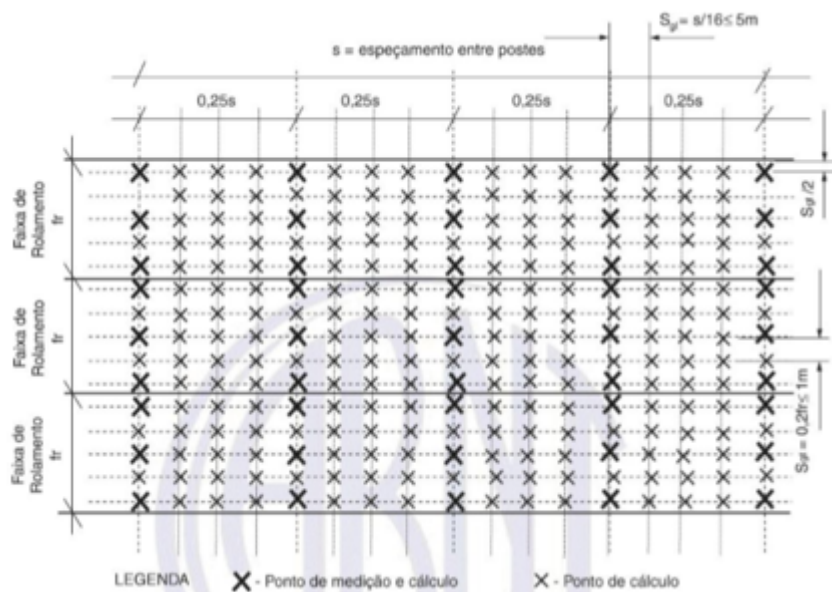 S_gl = s/16 ≤ 5m
s = espeçamento entre postes
0,25s 0,25s 0,25s 0,25s
S_gt/2
Faixa de
Rolamento
fr
Faixa de
Rolamento
fr
Faixa de
Rolamento
fr
S_gt = 0,2fr ≤ 1m
ABNT
LEGENDA X - Ponto de medição e cálculo X - Ponto de cálculo